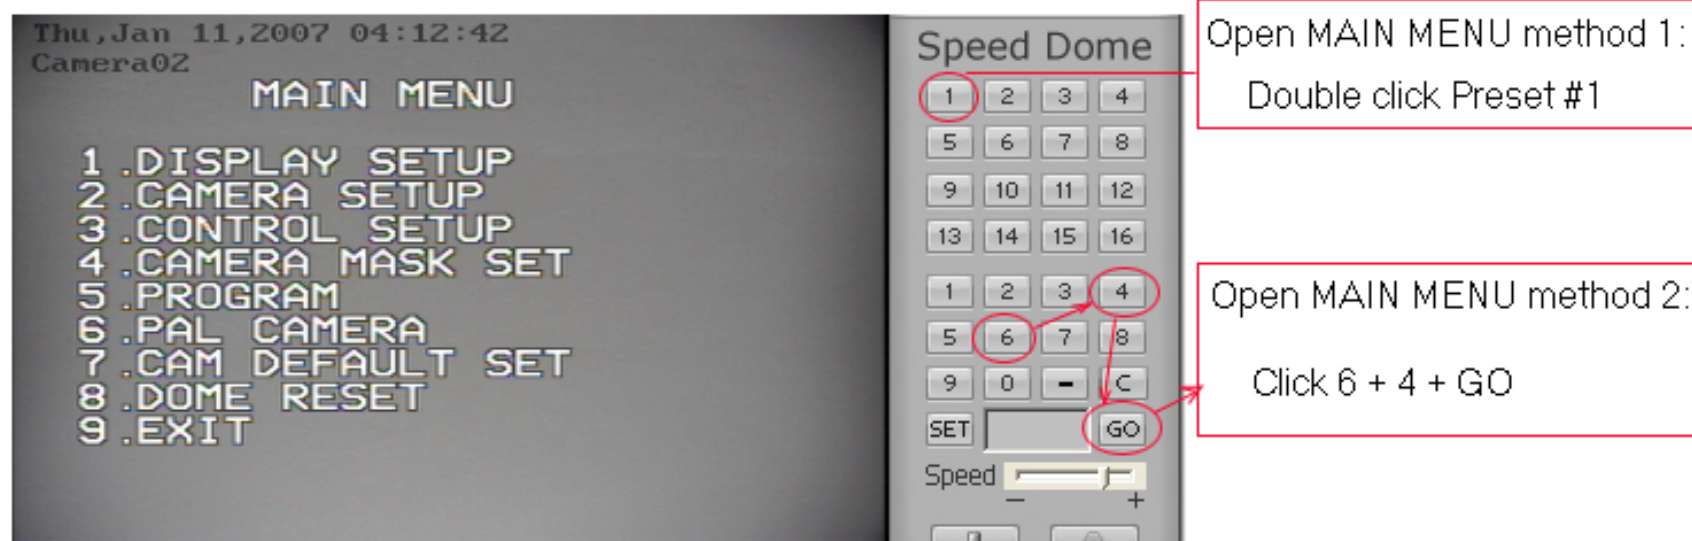 Thu,Jan 11,2007 04:12:42
Camera02
MAIN MENU
1.DISPLAY SETUP
2.CAMERA SETUP
3.CONTROL SETUP
4.CAMERA MASK SET
5.PROGRAM
6.PAL CAMERA
7.CAM DEFAULT SET
8.DOME RESET
9.EXIT
Speed Dome
1 2 3 4
5 6 7 8
9 10 11 12
13 14 15 16
1 2 3 4
5 6 7 8
9 0 - C
SET GO
Speed
- +
Open MAIN MENU method 1:
Double click Preset #1
Open MAIN MENU method 2:
Click 6 + 4 + GO